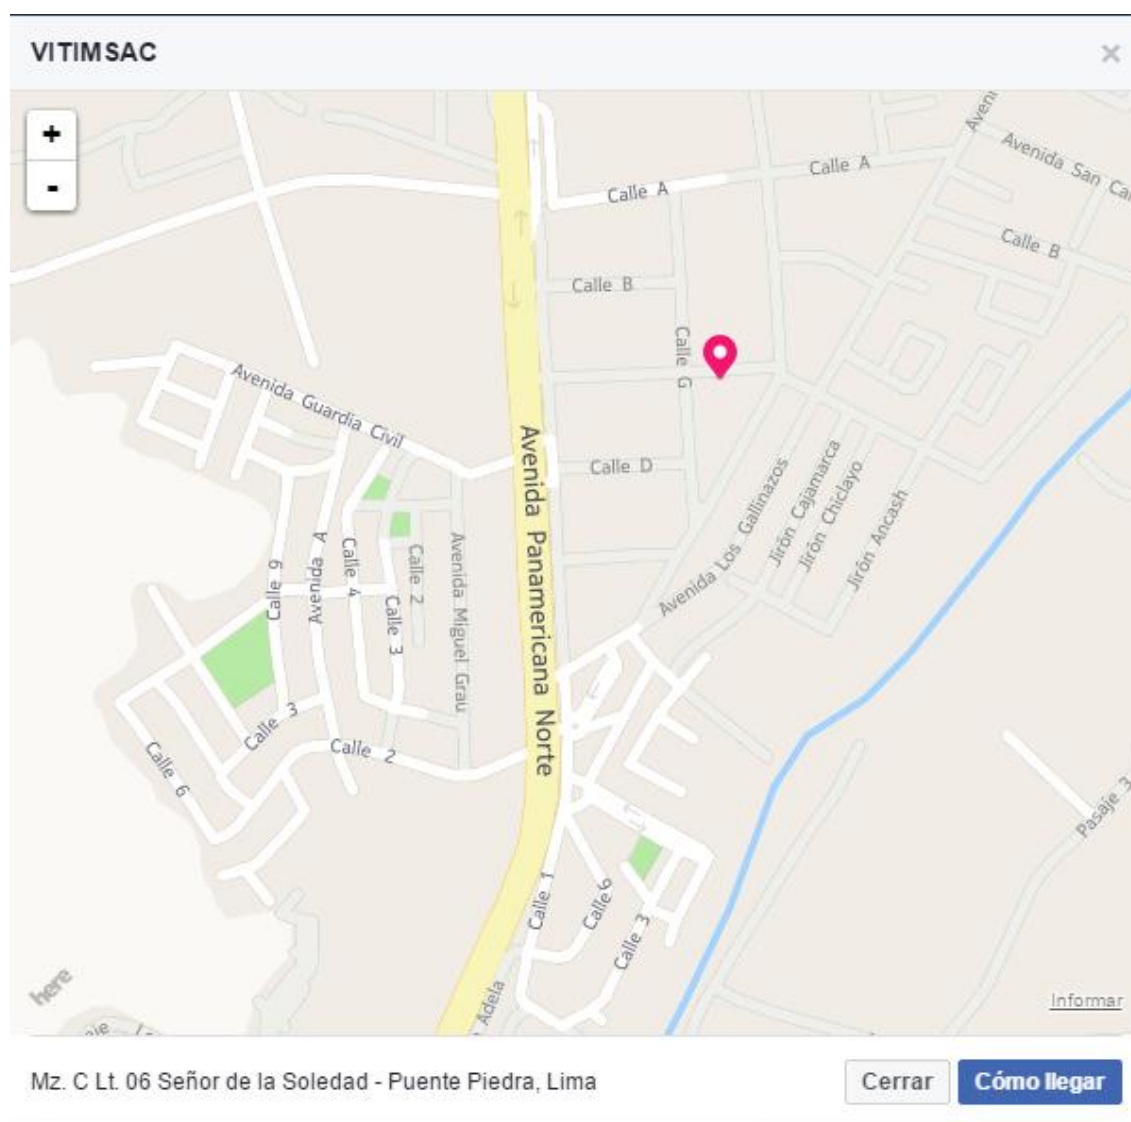 VITIMSAC
×
+
-
Calle A
Calle A
Avenida San Ca
Aveni
Calle B
Calle B
Calle G
Avenida Guardia Civil
Avenida Panamericana Norte
Calle D
Avenida Los Gallinazos
Jirón Cajamarca
Jirón Chiclayo
Jirón Ancash
Calle 9
Avenida A
Calle 4
Calle 2
Calle 3
Avenida Miguel Grau
Calle 3
Calle 6
Calle 2
Pasaje 3
Calle 1
Calle 9
Calle 3
Adela
here
Informar
Mz. C Lt. 06 Señor de la Soledad - Puente Piedra, Lima
Cerrar
Cómo llegar